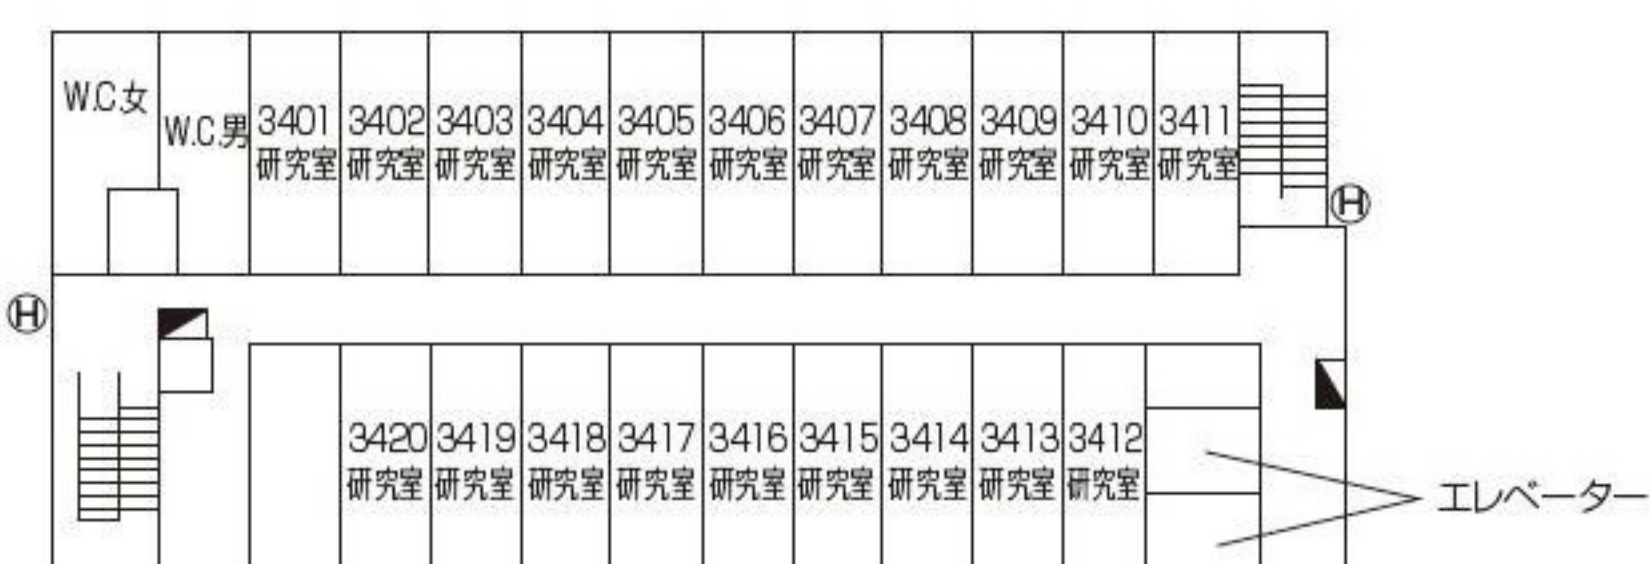 W.C.女
W.C.男
3401
研究室
3402
研究室
3403
研究室
3404
研究室
3405
研究室
3406
研究室
3407
研究室
3408
研究室
3409
研究室
3410
研究室
3411
研究室
Ⓗ
Ⓗ
3420
研究室
3419
研究室
3418
研究室
3417
研究室
3416
研究室
3415
研究室
3414
研究室
3413
研究室
3412
研究室
エレベーター